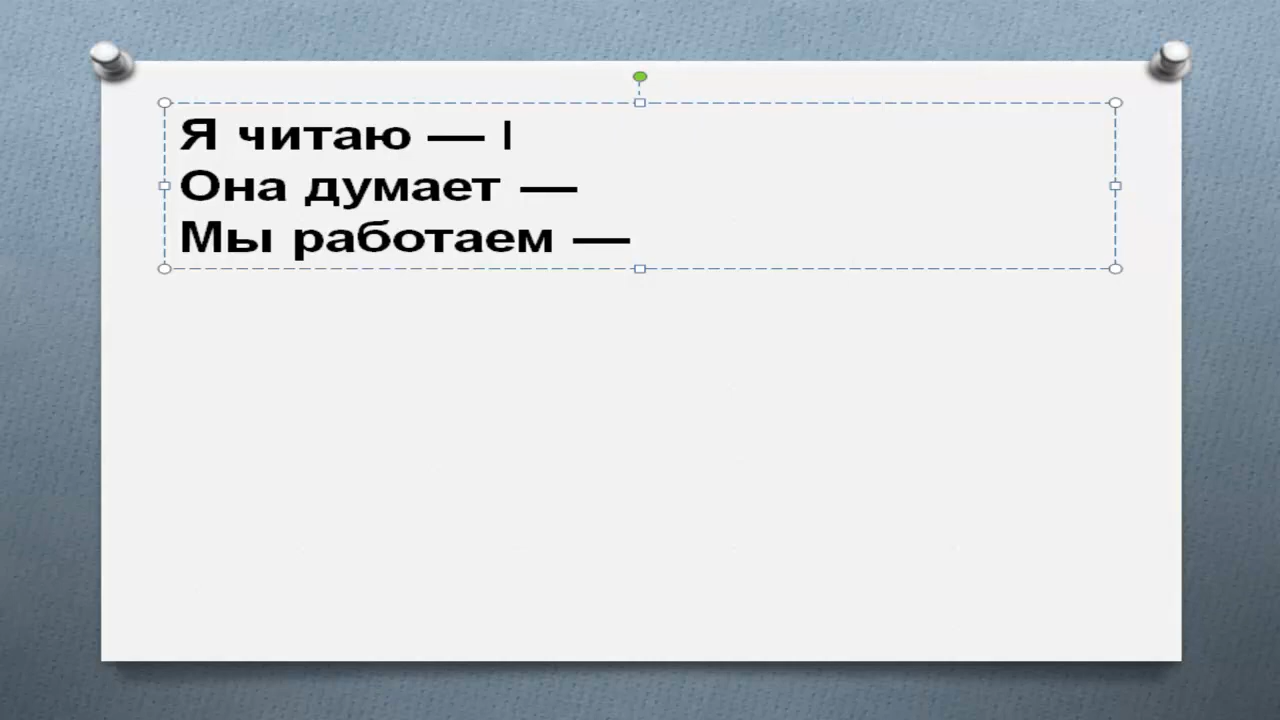 Я читаю — I
Она думает —
Мы работаем —